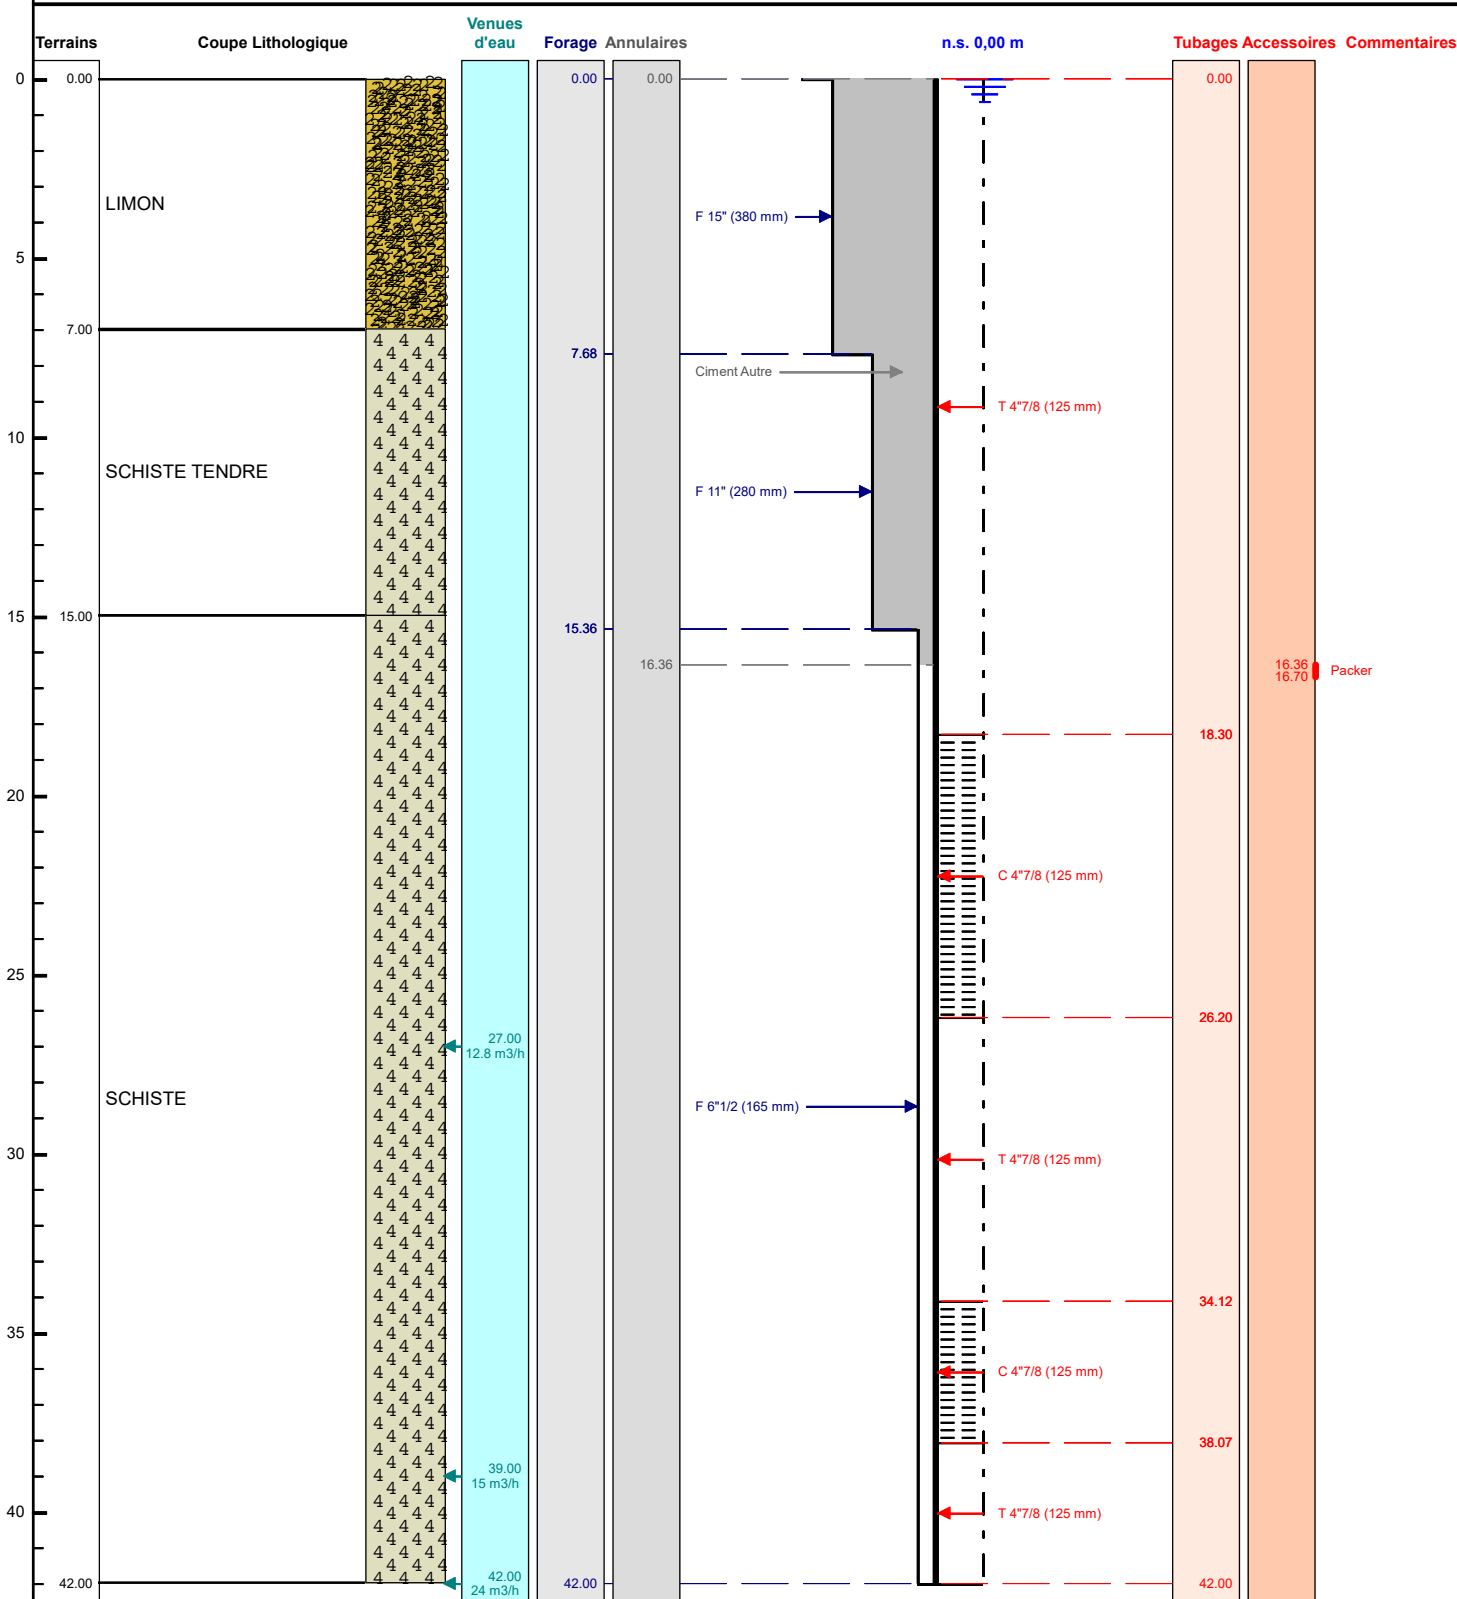 Terrains
Coupe Lithologique
Venues
d'eau
Forage
Annulaires
n.s. 0,00 m
Tubages
Accessoires
Commentaires
0
0.00
0.00
0.00
0.00
LIMON
F 15" (380 mm)
5
7.00
7.68
Ciment Autre
T 4"7/8 (125 mm)
10
SCHISTE TENDRE
F 11" (280 mm)
15
15.00
15.36
16.36
16.36
16.70
Packer
18.30
20
C 4"7/8 (125 mm)
25
26.20
27.00
12.8 m3/h
SCHISTE
F 6"1/2 (165 mm)
30
T 4"7/8 (125 mm)
34.12
35
C 4"7/8 (125 mm)
38.07
39.00
15 m3/h
40
T 4"7/8 (125 mm)
42.00
42.00
24 m3/h
42.00
42.00